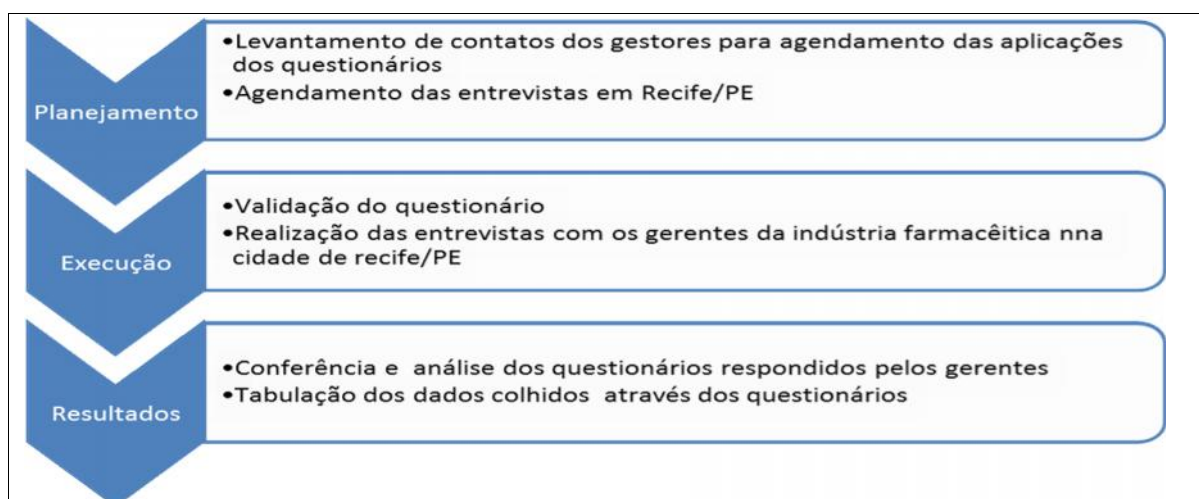 Planejamento
•Levantamento de contatos dos gestores para agendamento das aplicações
dos questionários
•Agendamento das entrevistas em Recife/PE
Execução
•Validação do questionário
•Realização das entrevistas com os gerentes da indústria farmacêitica nna
cidade de recife/PE
Resultados
•Conferência e análise dos questionários respondidos pelos gerentes
•Tabulação dos dados colhidos através dos questionários